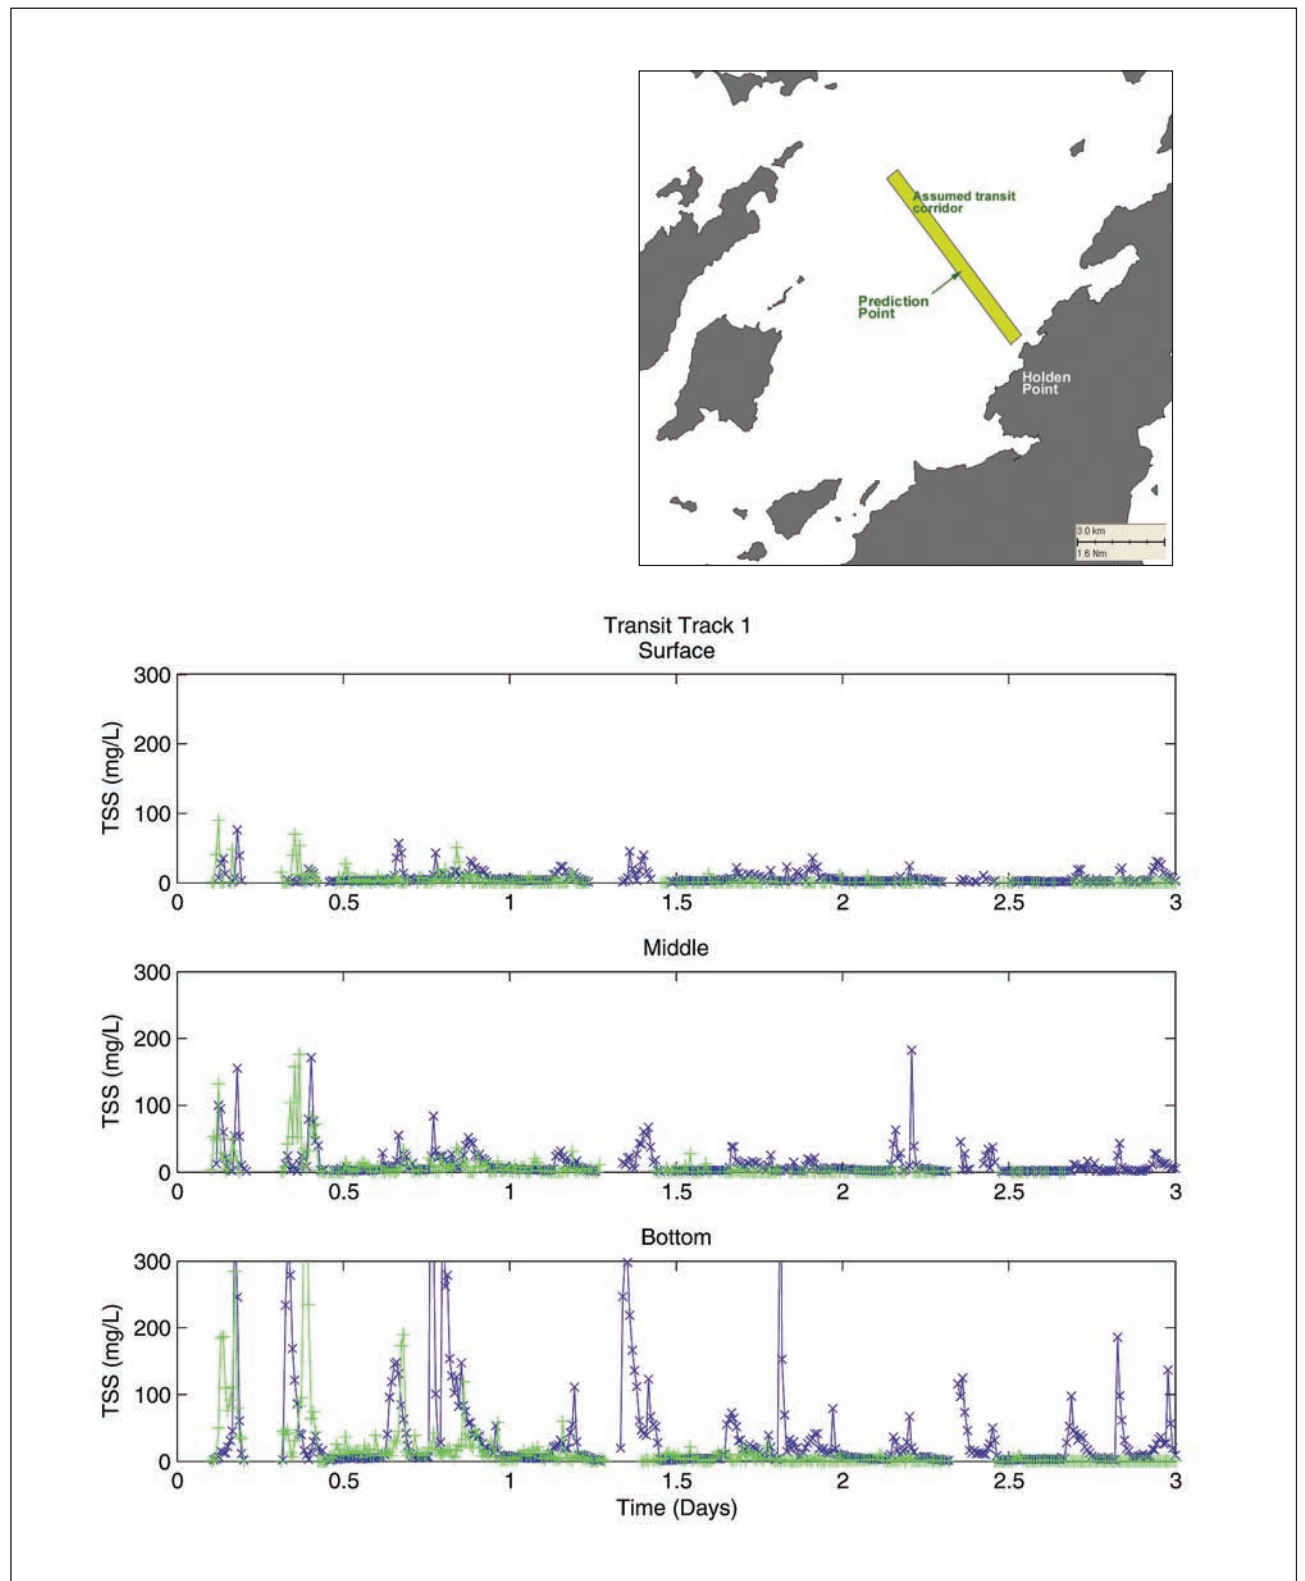 Assumed transit
corridor
Prediction
Point
Holden
Point
3.0 km
1.6 Nm
Transit Track 1
Surface
300
200
100
0
TSS (mg/L)
0 0.5 1 1.5 2 2.5 3
Middle
300
200
100
0
TSS (mg/L)
0 0.5 1 1.5 2 2.5 3
Bottom
300
200
100
0
TSS (mg/L)
0 0.5 1 1.5 2 2.5 3
Time (Days)